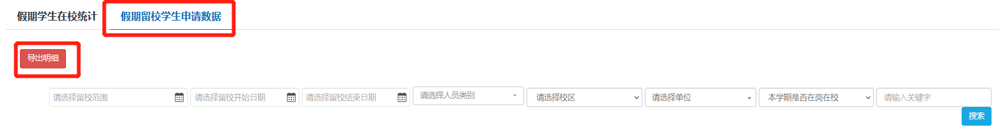 假期学生在校统计 假期留校学生申请数据
导出明细
请选择留校范围 请选择留校开始日期 请选择留校结束日期 请选择人员类别 请选择校区 请选择单位 本学期是否在岗在校 请输入关键字
搜索